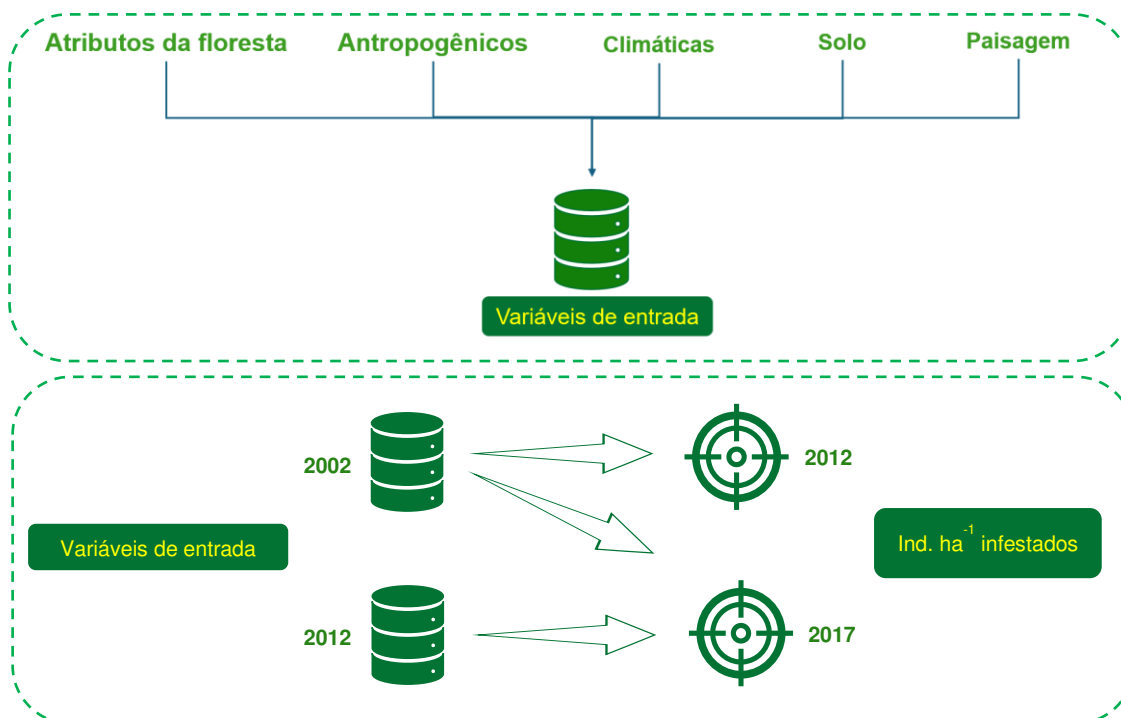 Atributos da floresta
Antropogênicos
Climáticas
Solo
Paisagem
Variáveis de entrada
2002
2012
Variáveis de entrada
Ind. ha⁻¹ infestados
2012
2017